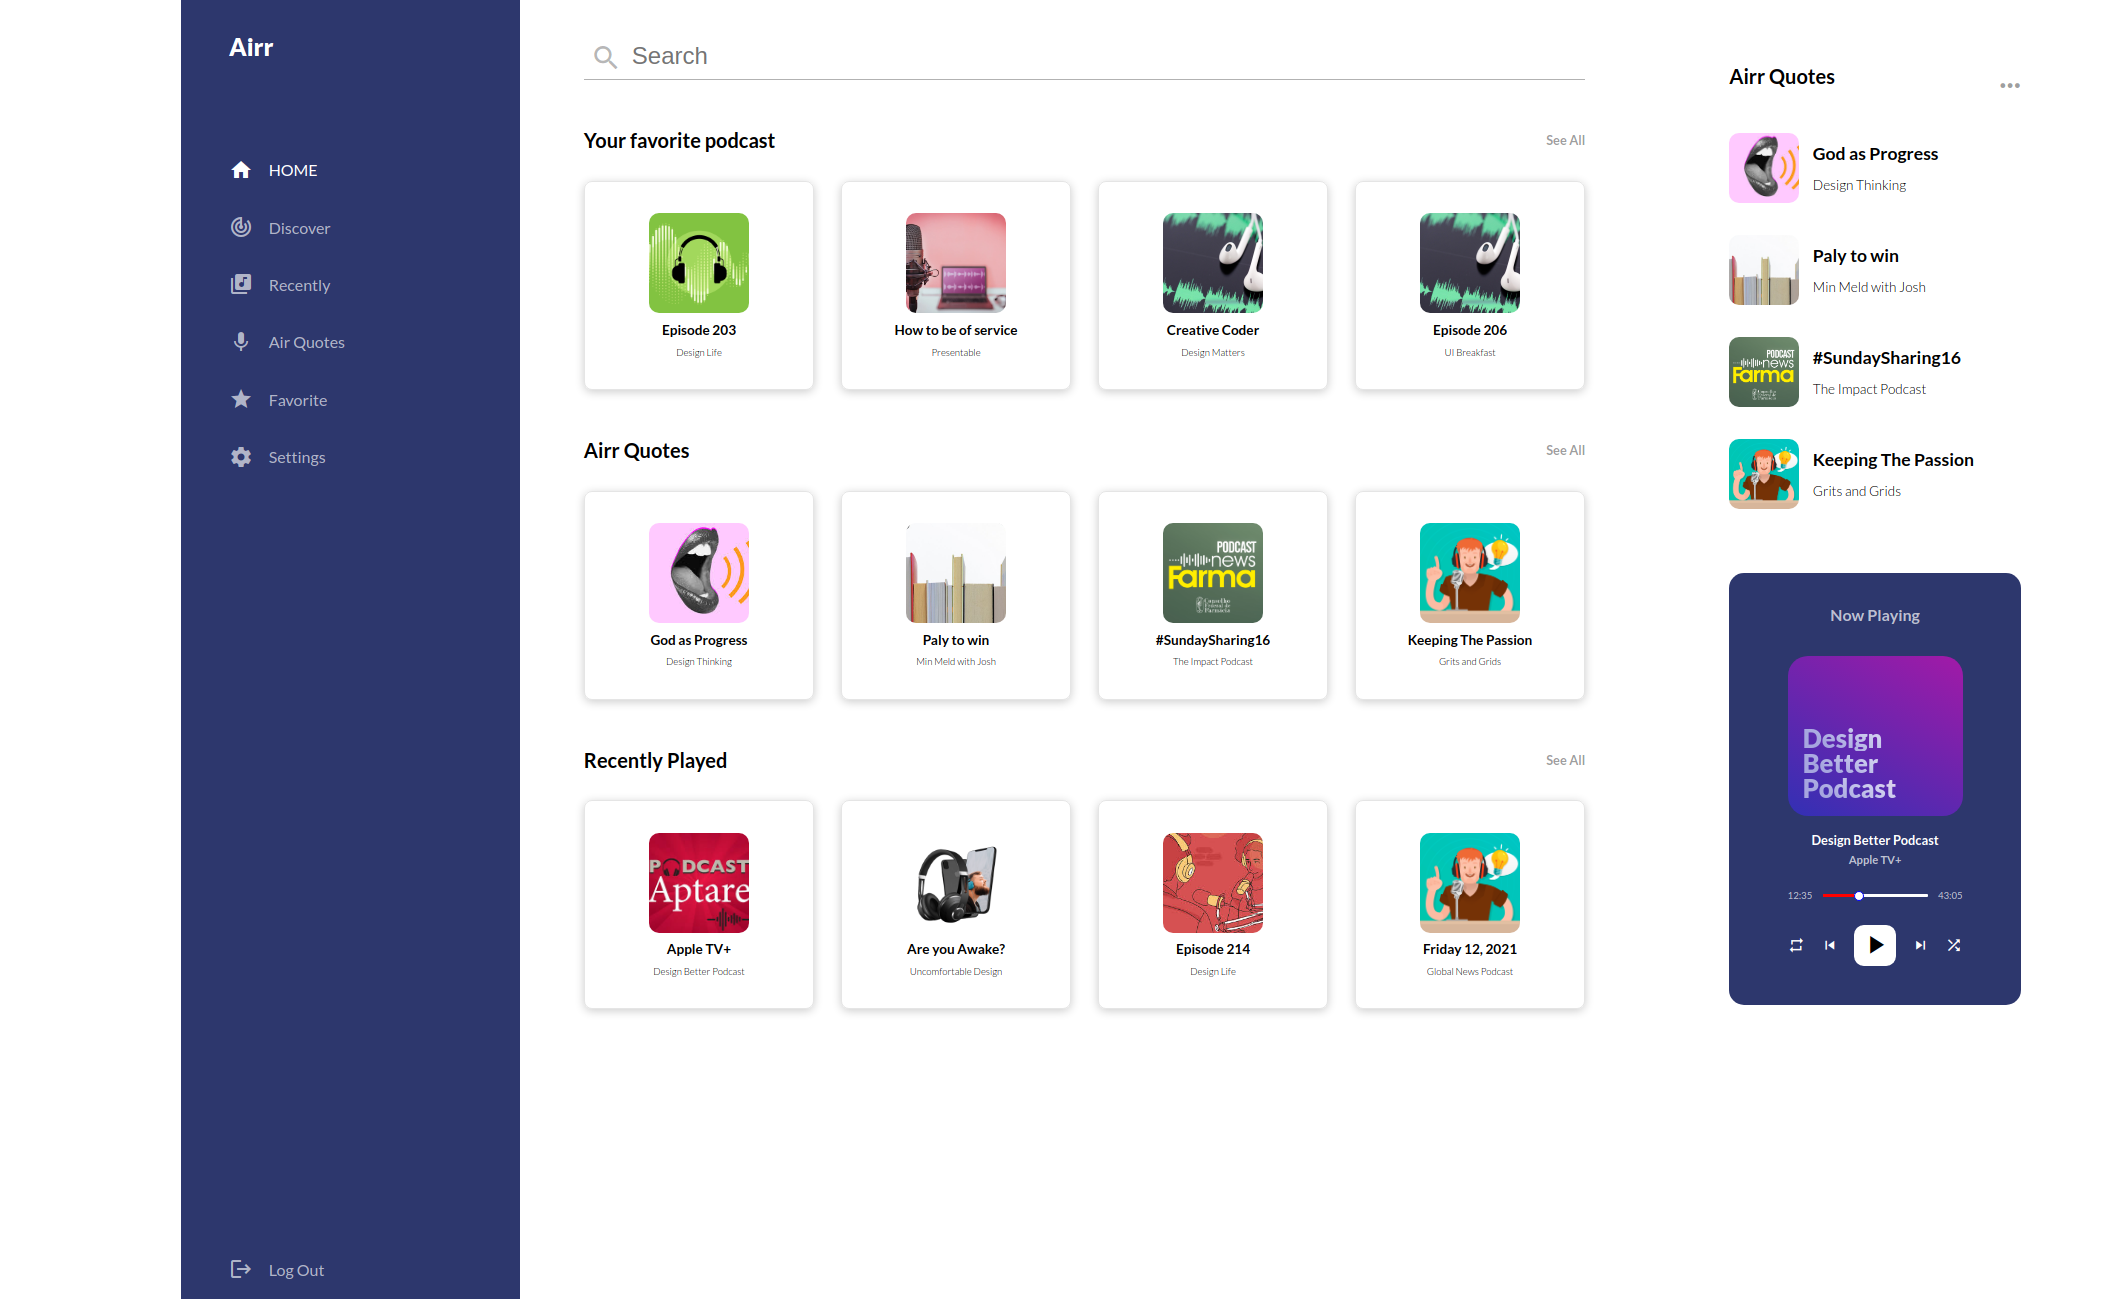 Airr
HOME
Discover
Recently
Air Quotes
Favorite
Settings
Log Out
Search
Your favorite podcast
See All
Episode 203
Design Life
How to be of service
Presentable
Creative Coder
Design Matters
Episode 206
UI Breakfast
Airr Quotes
See All
PODCAST
news
Farma
God as Progress
Design Thinking
Paly to win
Min Meld with Josh
#SundaySharing16
The Impact Podcast
Keeping The Passion
Grits and Grids
Recently Played
See All
PODCAST
Aptare
Apple TV+
Design Better Podcast
Are you Awake?
Uncomfortable Design
Episode 214
Design Life
Friday 12, 2021
Global News Podcast
Airr Quotes
God as Progress
Design Thinking
Paly to win
Min Meld with Josh
PODCAST
news
Farma
#SundaySharing16
The Impact Podcast
Keeping The Passion
Grits and Grids
Now Playing
Design
Better
Podcast
Design Better Podcast
Apple TV+
12:35
43:05